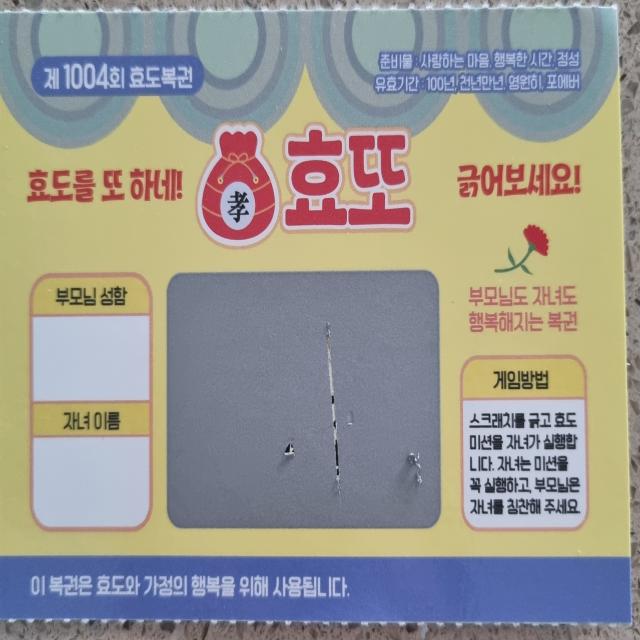 제 1004회 효도복권
준비물 : 사랑하는 마음, 행복한 시간, 정성
유효기간 : 100년, 천년만년, 영원히, 포에버
효도를 또 하네!
孝
효또
긁어보세요!
부모님도 자녀도
행복해지는 복권
부모님 성함
자녀 이름
게임방법
스크래치를 긁고 효도
미션을 자녀가 실행합
니다. 자녀는 미션을
꼭 실행하고, 부모님은
자녀를 칭찬해 주세요.
이 복권은 효도와 가정의 행복을 위해 사용됩니다.